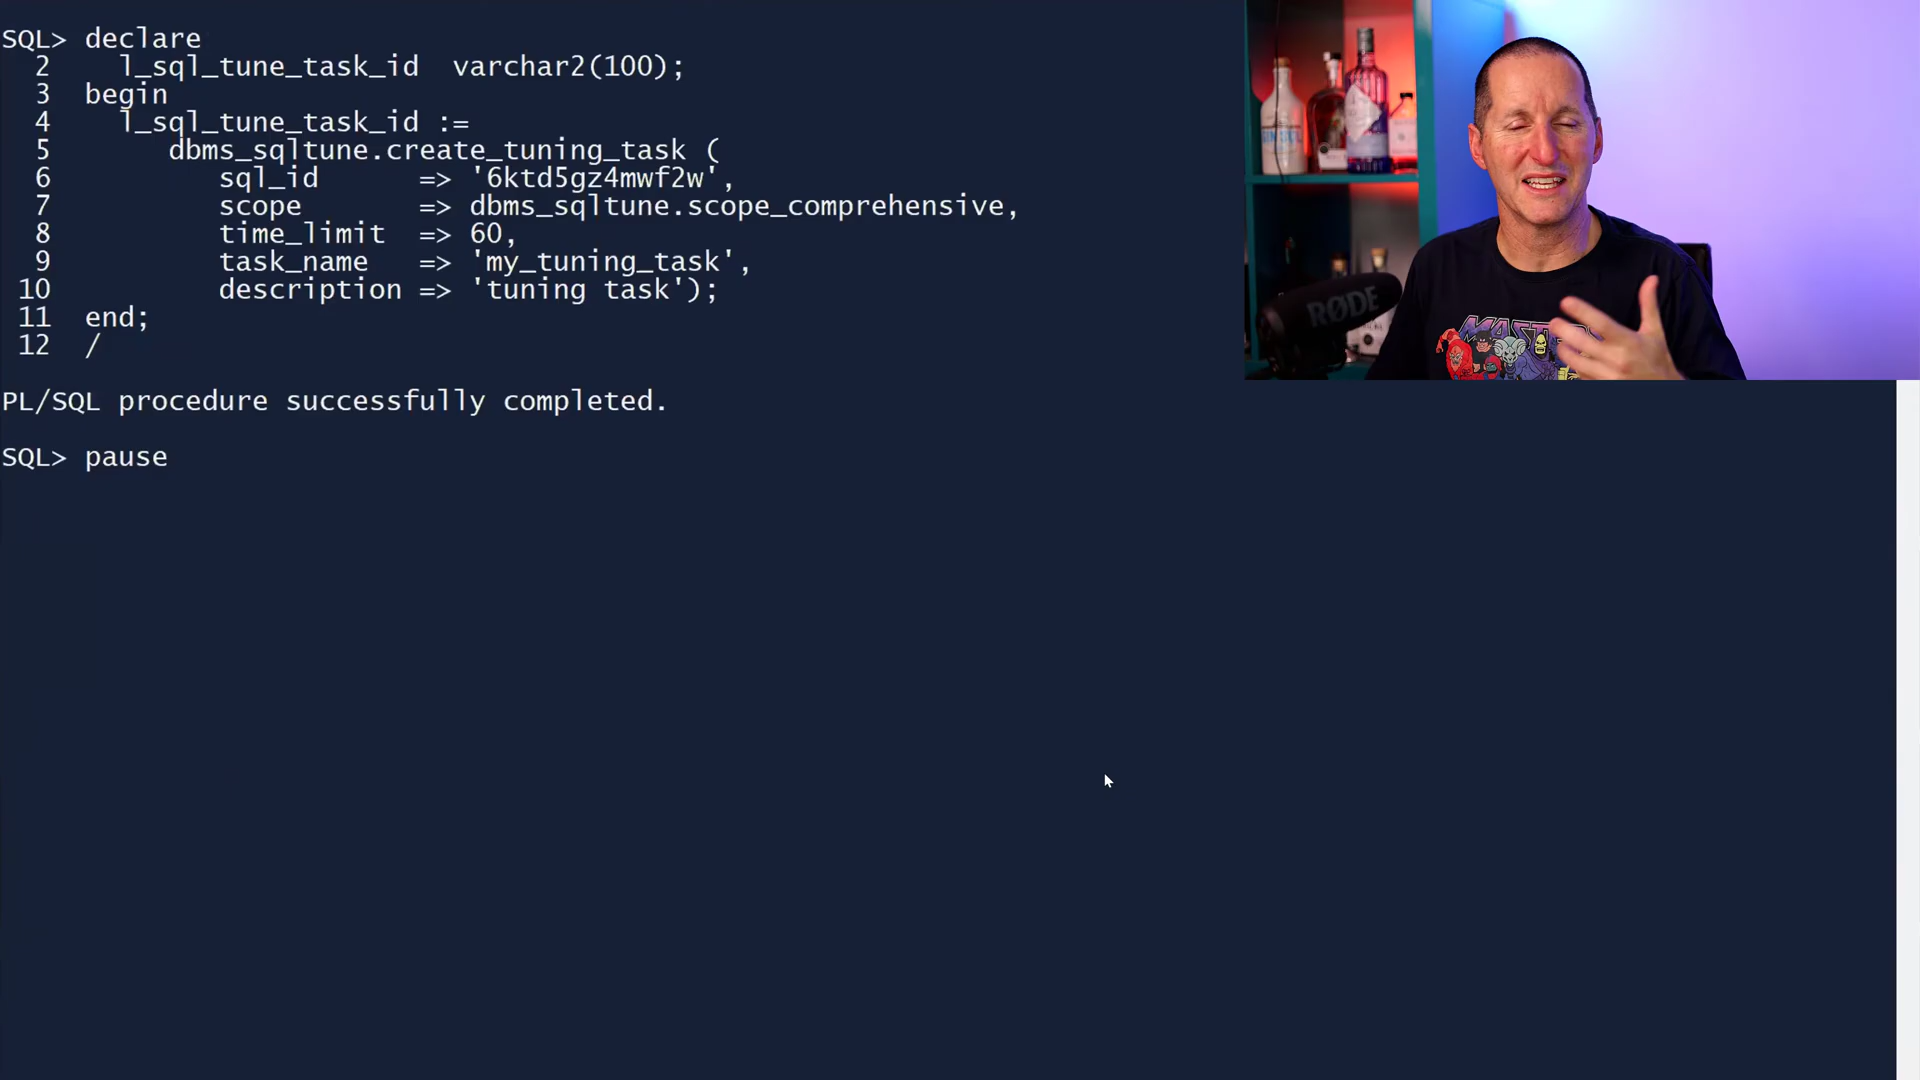 SQL> declare
2 l_sql_tune_task_id varchar2(100);
3 begin
4 l_sql_tune_task_id :=
5 dbms_sqltune.create_tuning_task (
6 sql_id => '6ktd5gz4mwf2w',
7 scope => dbms_sqltune.scope_comprehensive,
8 time_limit => 60,
9 task_name => 'my_tuning_task',
10 description => 'tuning task');
11 end;
12 /
PL/SQL procedure successfully completed.
SQL> pause
RØDE